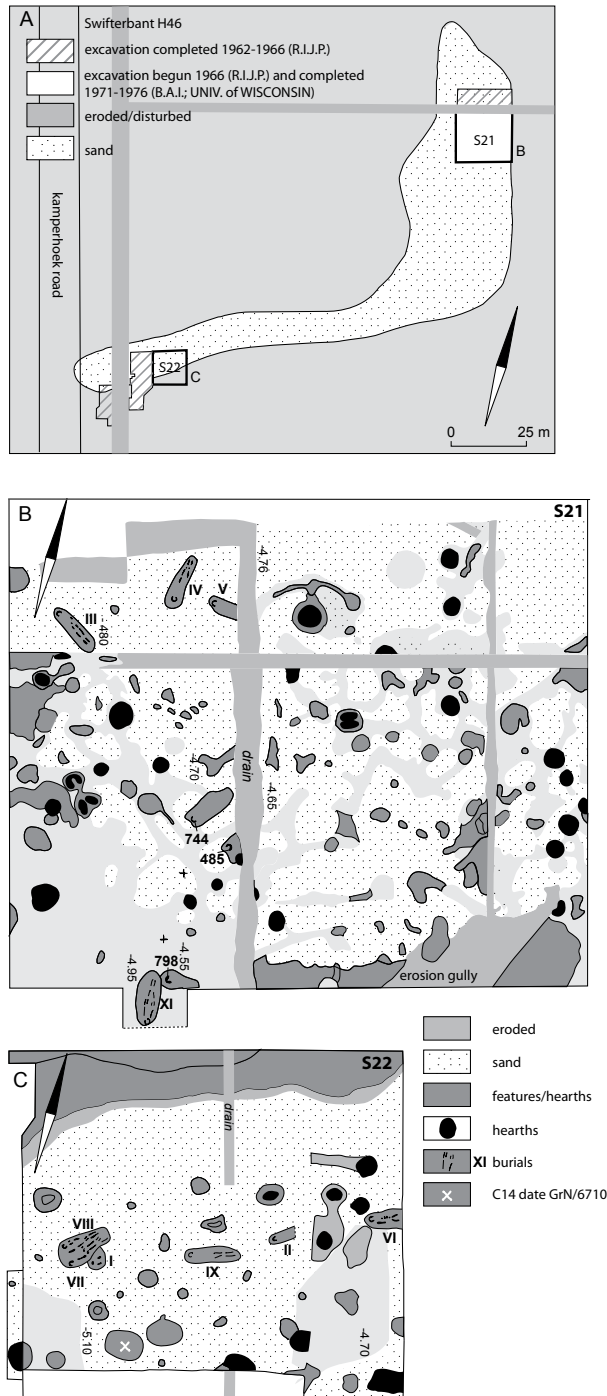 A
Swifterbant H46
excavation completed 1962-1966 (R.I.J.P.)
excavation begun 1966 (R.I.J.P.) and completed
1971-1976 (B.A.I.; UNIV. of WISCONSIN)
eroded/disturbed
sand
kamperhoek road
S21
B
S22
C
0 25 m
B
S21
-4.76
IV
V
III
-480
drain
-4.70
-4.65
744
485
798
-4.95
-4.55
XI
erosion gully
C
S22
drain
VIII
I
VII
IX
II
VI
-5.10
X
-4.70
eroded
sand
features/hearths
hearths
XI burials
X C14 date GrN/6710